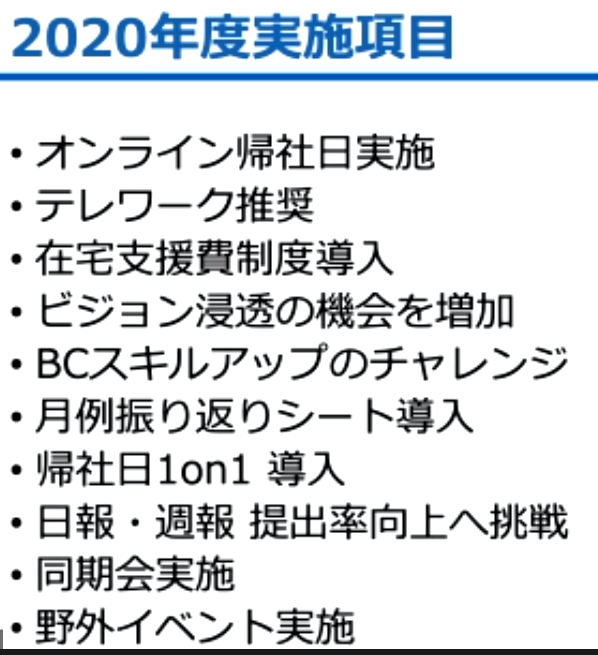 2020年度実施項目
• オンライン帰社日実施
• テレワーク推奨
• 在宅支援費制度導入
• ビジョン浸透の機会を増加
• BCスキルアップのチャレンジ
• 月例振り返りシート導入
• 帰社日1on1 導入
• 日報・週報 提出率向上へ挑戦
• 同期会実施
• 野外イベント実施